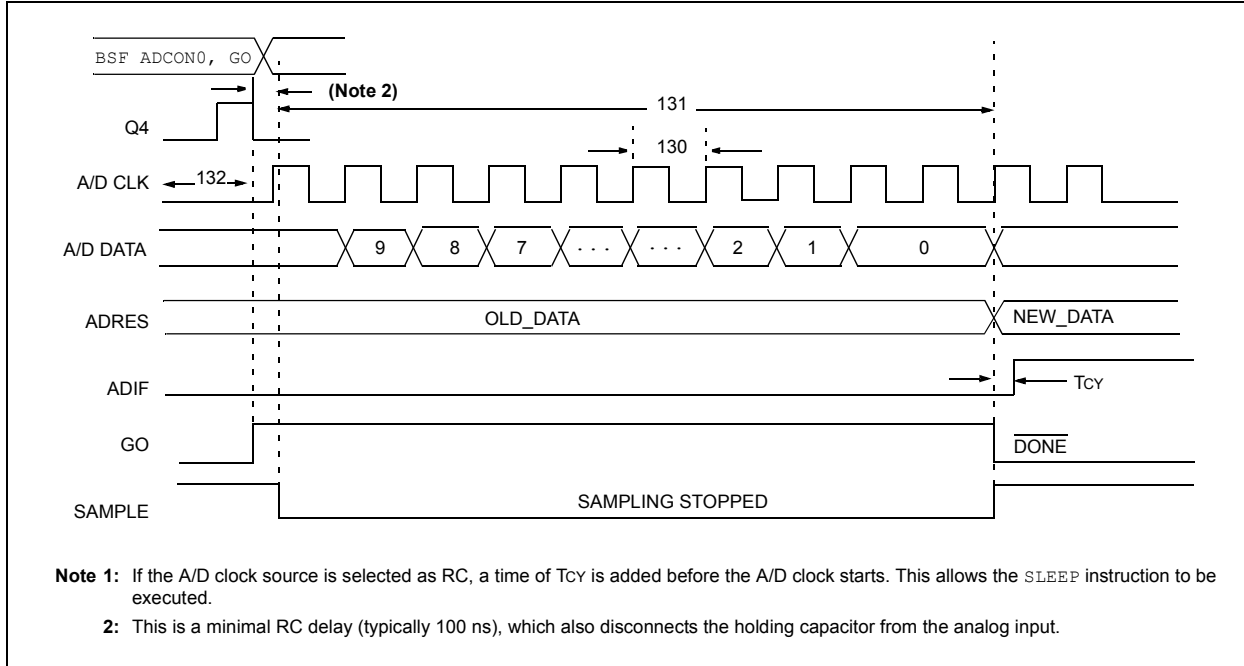 BSF ADCON0, GO
(Note 2)
131
Q4
130
A/D CLK
132
A/D DATA
9 8 7 · · · · · · 2 1 0
ADRES
OLD_DATA
NEW_DATA
ADIF
TCY
GO
DONE
SAMPLE
SAMPLING STOPPED
Note 1: If the A/D clock source is selected as RC, a time of TCY is added before the A/D clock starts. This allows the SLEEP instruction to be
executed.
2: This is a minimal RC delay (typically 100 ns), which also disconnects the holding capacitor from the analog input.